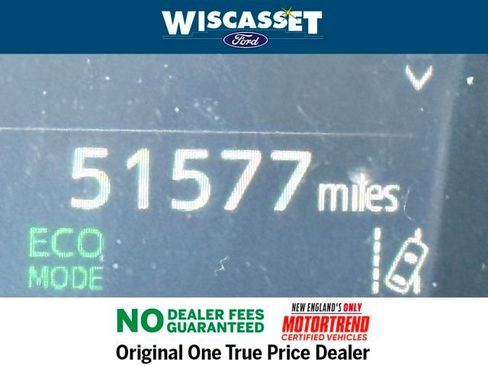 WISCASSET
Ford
51577 miles
ECO
MODE
NO DEALER FEES GUARANTEED
NEW ENGLAND'S ONLY
MOTORTREND
CERTIFIED VEHICLES
Original One True Price Dealer